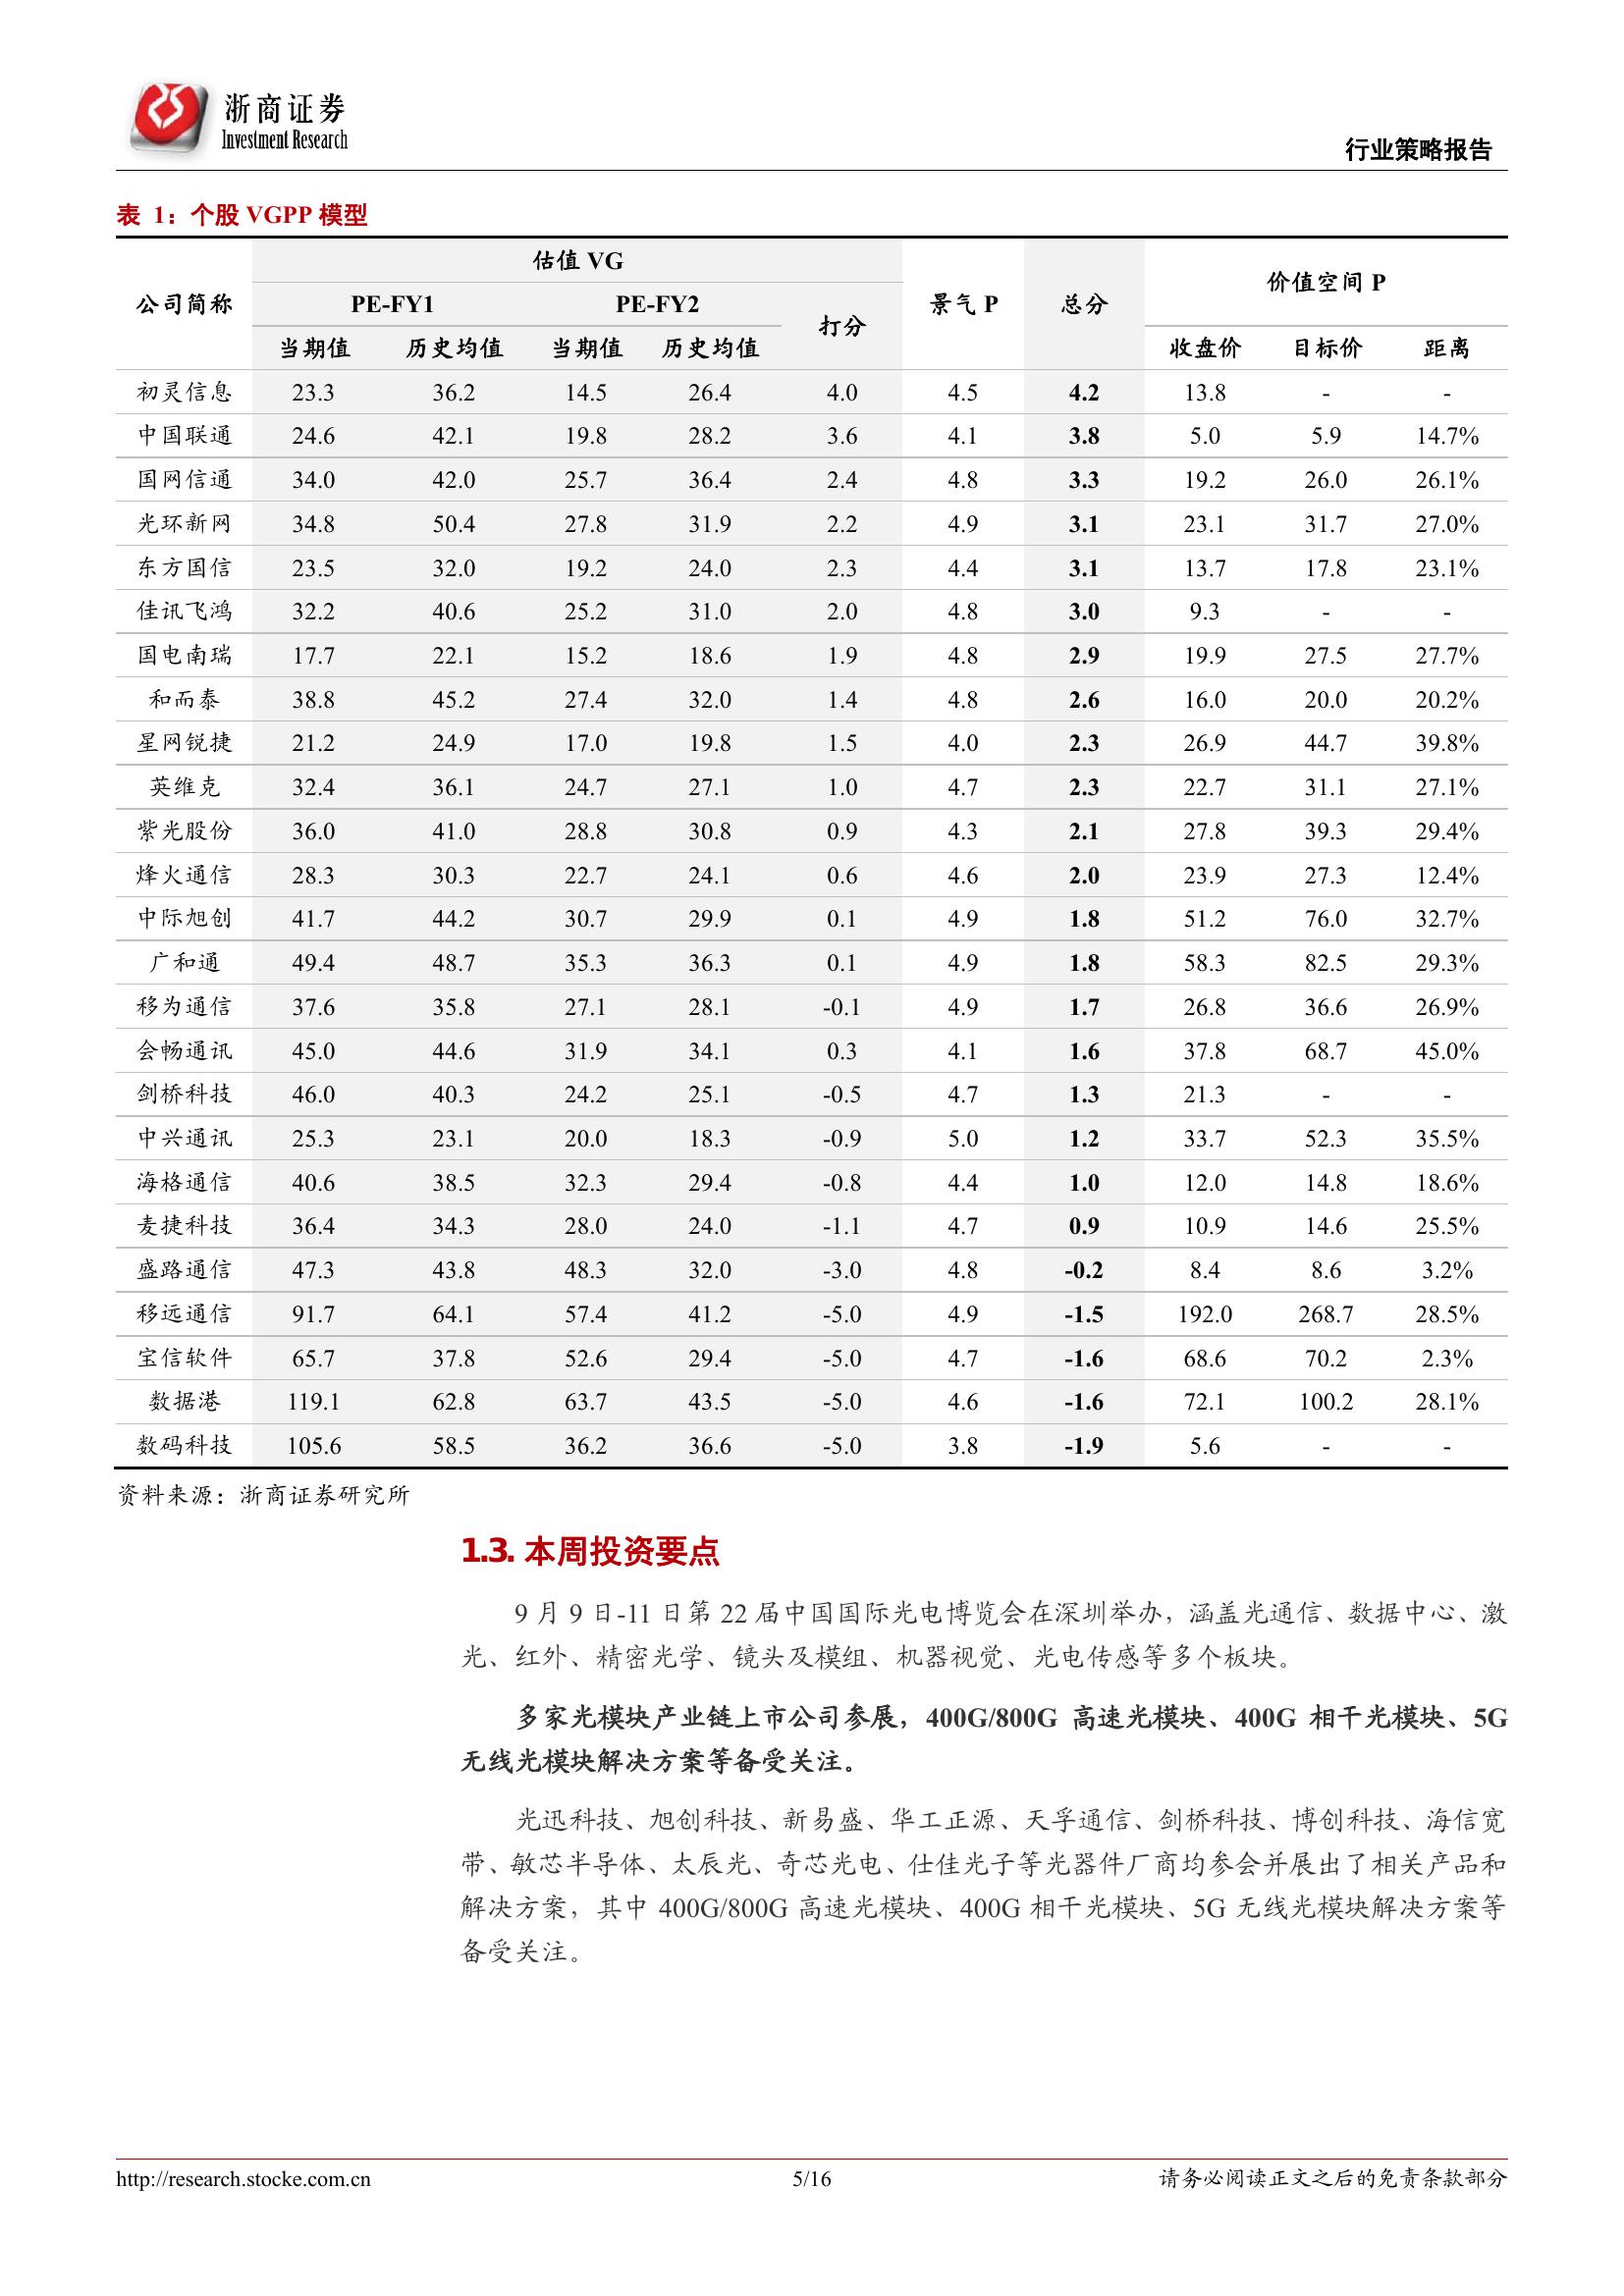 浙商证券
Investment Research
行业策略报告
表 1：个股 VGPP 模型
估值 VG
价值空间 P
公司简称 PE-FY1 PE-FY2 景气 P 总分
打分
当期值 历史均值 当期值 历史均值 收盘价 目标价 距离
初灵信息 23.3 36.2 14.5 26.4 4.0 4.5 4.2 13.8 - -
中国联通 24.6 42.1 19.8 28.2 3.6 4.1 3.8 5.0 5.9 14.7%
国网信通 34.0 42.0 25.7 36.4 2.4 4.8 3.3 19.2 26.0 26.1%
光环新网 34.8 50.4 27.8 31.9 2.2 4.9 3.1 23.1 31.7 27.0%
东方国信 23.5 32.0 19.2 24.0 2.3 4.4 3.1 13.7 17.8 23.1%
佳讯飞鸿 32.2 40.6 25.2 31.0 2.0 4.8 3.0 9.3 - -
国电南瑞 17.7 22.1 15.2 18.6 1.9 4.8 2.9 19.9 27.5 27.7%
和而泰 38.8 45.2 27.4 32.0 1.4 4.8 2.6 16.0 20.0 20.2%
星网锐捷 21.2 24.9 17.0 19.8 1.5 4.0 2.3 26.9 44.7 39.8%
英维克 32.4 36.1 24.7 27.1 1.0 4.7 2.3 22.7 31.1 27.1%
紫光股份 36.0 41.0 28.8 30.8 0.9 4.3 2.1 27.8 39.3 29.4%
烽火通信 28.3 30.3 22.7 24.1 0.6 4.6 2.0 23.9 27.3 12.4%
中际旭创 41.7 44.2 30.7 29.9 0.1 4.9 1.8 51.2 76.0 32.7%
广和通 49.4 48.7 35.3 36.3 0.1 4.9 1.8 58.3 82.5 29.3%
移为通信 37.6 35.8 27.1 28.1 -0.1 4.9 1.7 26.8 36.6 26.9%
会畅通讯 45.0 44.6 31.9 34.1 0.3 4.1 1.6 37.8 68.7 45.0%
剑桥科技 46.0 40.3 24.2 25.1 -0.5 4.7 1.3 21.3 - -
中兴通讯 25.3 23.1 20.0 18.3 -0.9 5.0 1.2 33.7 52.3 35.5%
海格通信 40.6 38.5 32.3 29.4 -0.8 4.4 1.0 12.0 14.8 18.6%
麦捷科技 36.4 34.3 28.0 24.0 -1.1 4.7 0.9 10.9 14.6 25.5%
盛路通信 47.3 43.8 48.3 32.0 -3.0 4.8 -0.2 8.4 8.6 3.2%
移远通信 91.7 64.1 57.4 41.2 -5.0 4.9 -1.5 192.0 268.7 28.5%
宝信软件 65.7 37.8 52.6 29.4 -5.0 4.7 -1.6 68.6 70.2 2.3%
数据港 119.1 62.8 63.7 43.5 -5.0 4.6 -1.6 72.1 100.2 28.1%
数码科技 105.6 58.5 36.2 36.6 -5.0 3.8 -1.9 5.6 - -
资料来源：浙商证券研究所
1.3. 本周投资要点
9 月 9 日-11 日第 22 届中国国际光电博览会在深圳举办，涵盖光通信、数据中心、激
光、红外、精密光学、镜头及模组、机器视觉、光电传感等多个板块。
多家光模块产业链上市公司参展，400G/800G 高速光模块、400G 相干光模块、5G
无线光模块解决方案等备受关注。
光迅科技、旭创科技、新易盛、华工正源、天孚通信、剑桥科技、博创科技、海信宽
带、敏芯半导体、太辰光、奇芯光电、仕佳光子等光器件厂商均参会并展出了相关产品和
解决方案，其中 400G/800G 高速光模块、400G 相干光模块、5G 无线光模块解决方案等
备受关注。
http://research.stocke.com.cn 5/16 请务必阅读正文之后的免责条款部分